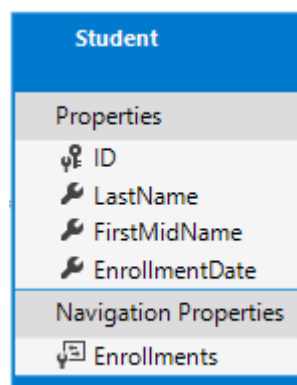 Student
Properties
ID
LastName
FirstMidName
EnrollmentDate
Navigation Properties
Enrollments